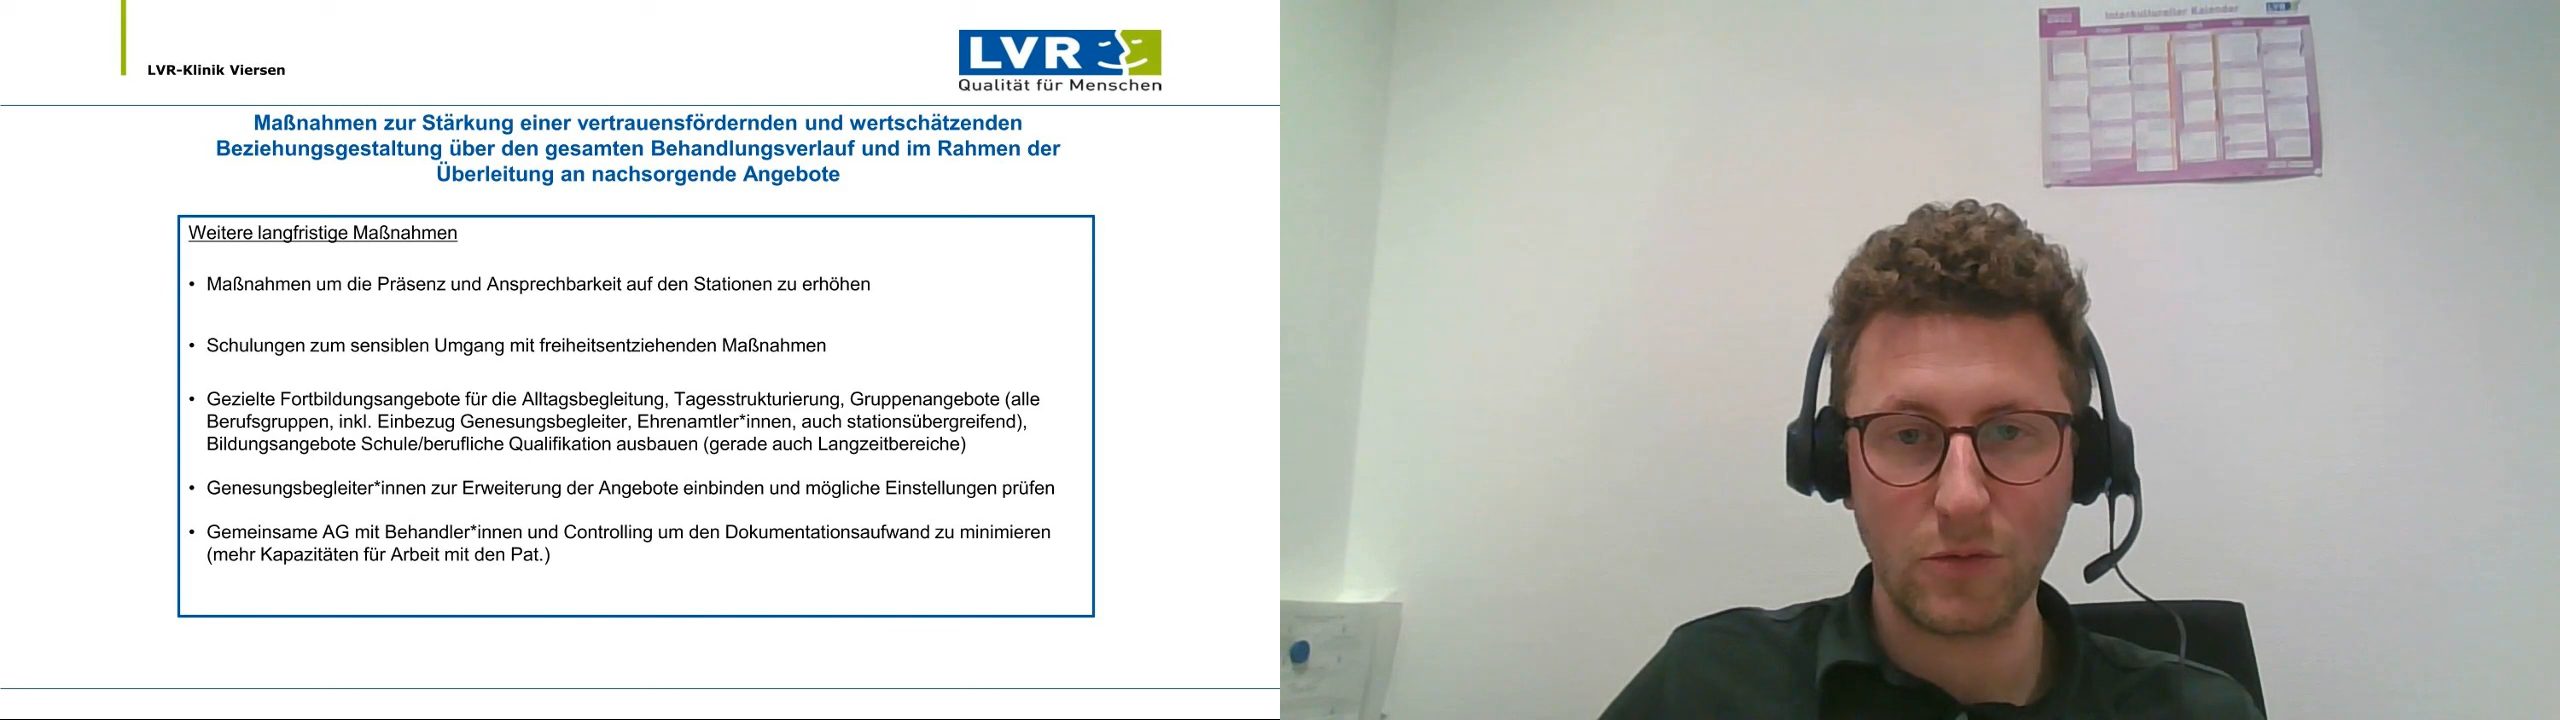 LVR-Klinik Viersen
LVR
Qualität für Menschen
Maßnahmen zur Stärkung einer vertrauensfördernden und wertschätzenden
Beziehungsgestaltung über den gesamten Behandlungsverlauf und im Rahmen der
Überleitung an nachsorgende Angebote
Weitere langfristige Maßnahmen
• Maßnahmen um die Präsenz und Ansprechbarkeit auf den Stationen zu erhöhen
• Schulungen zum sensiblen Umgang mit freiheitsentziehenden Maßnahmen
• Gezielte Fortbildungsangebote für die Alltagsbegleitung, Tagesstrukturierung, Gruppenangebote (alle
Berufsgruppen, inkl. Einbezug Genesungsbegleiter, Ehrenamtler*innen, auch stationsübergreifend),
Bildungsangebote Schule/berufliche Qualifikation ausbauen (gerade auch Langzeitbereiche)
• Genesungsbegleiter*innen zur Erweiterung der Angebote einbinden und mögliche Einstellungen prüfen
• Gemeinsame AG mit Behandler*innen und Controlling um den Dokumentationsaufwand zu minimieren
(mehr Kapazitäten für Arbeit mit den Pat.)
Interkultureller Kalender
LVR